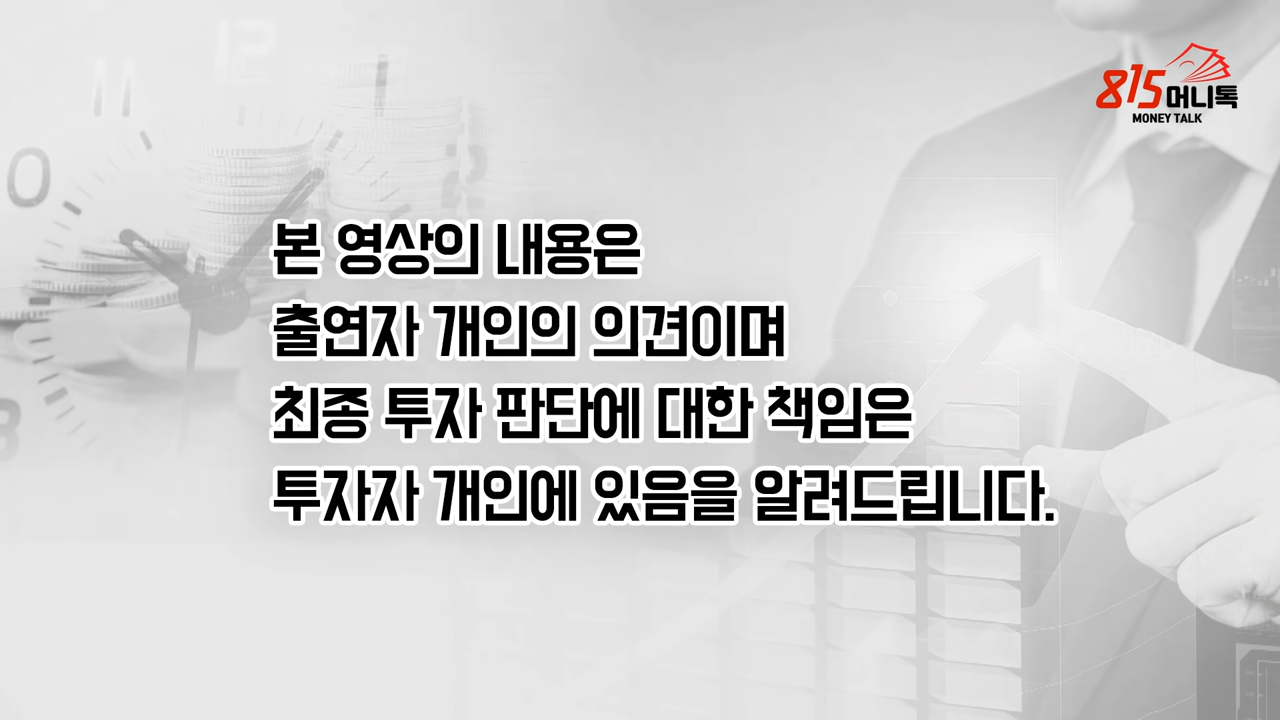 815머니톡
MONEY TALK
12
11
본 영상의 내용은
출연자 개인의 의견이며
최종 투자 판단에 대한 책임은
투자자 개인에 있음을 알려드립니다.